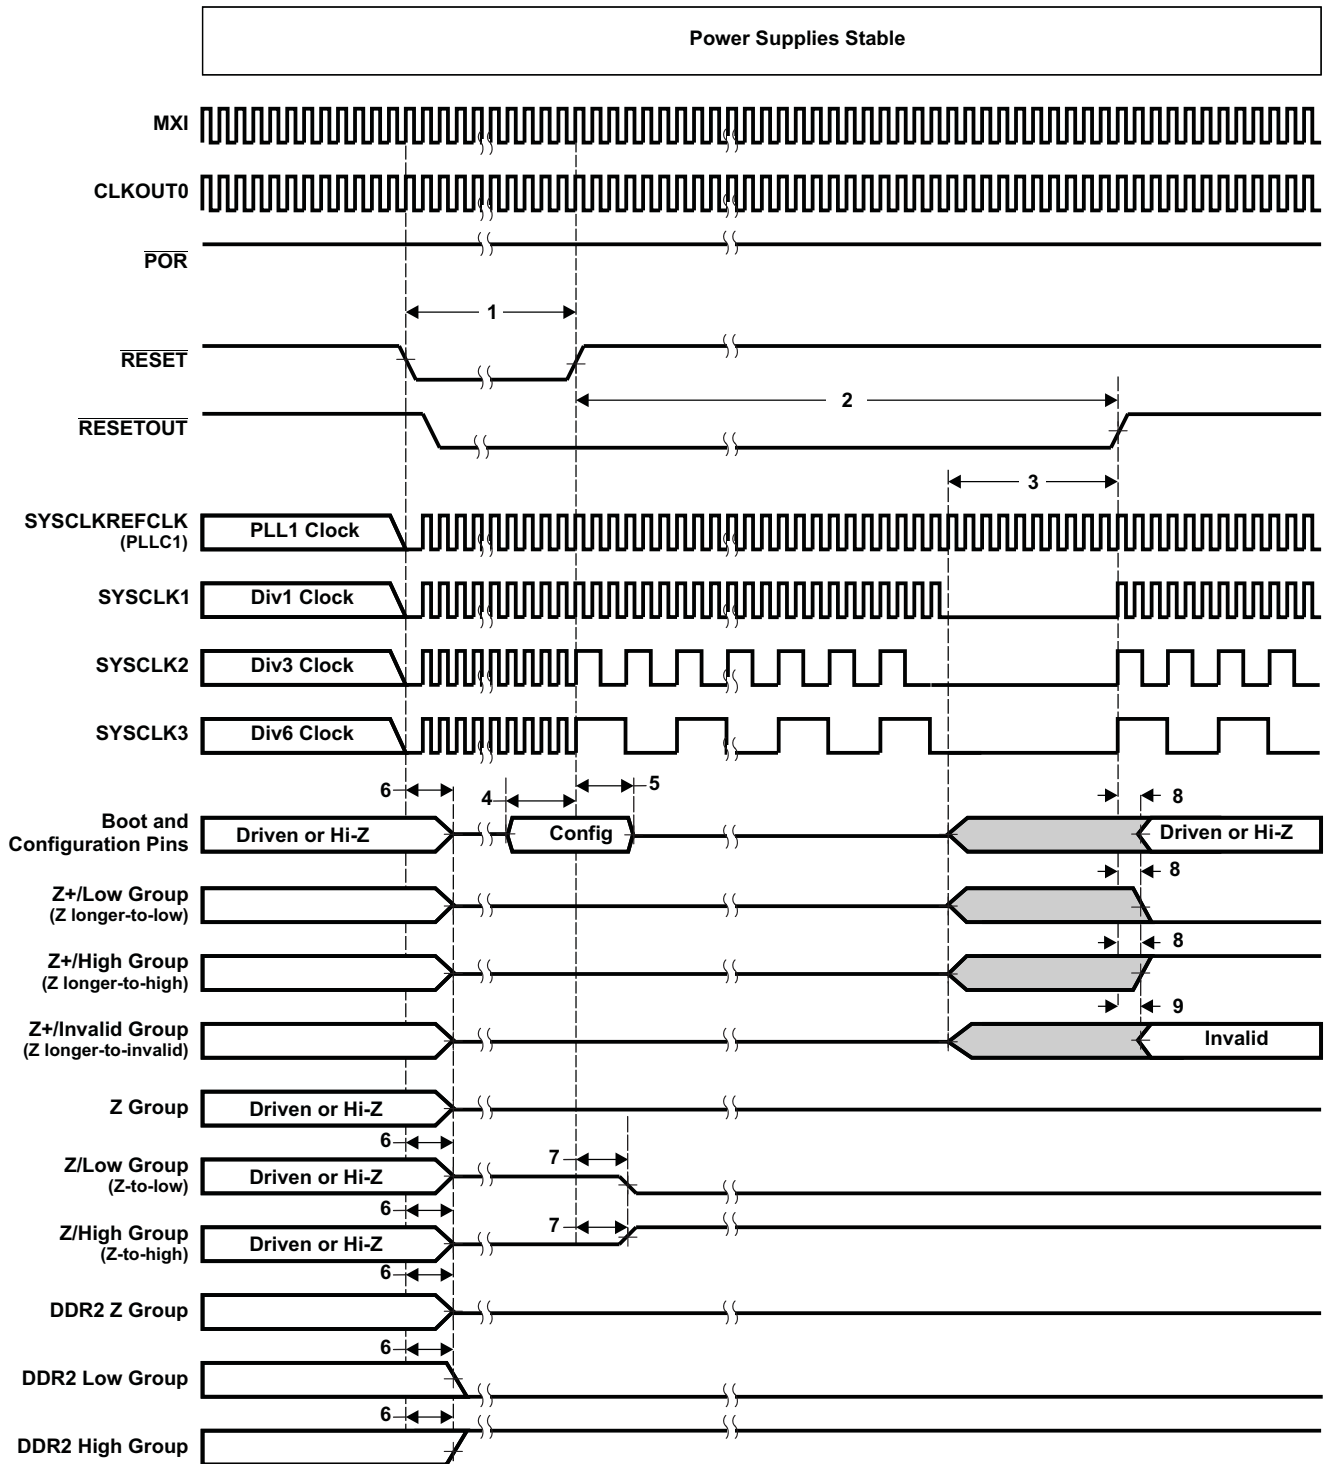 Power Supplies Stable
MXI
CLKOUT0
POR
1
RESET
2
RESETOUT
3
SYSCLKREFCLK
(PLLC1)
PLL1 Clock
SYSCLK1
Div1 Clock
SYSCLK2
Div3 Clock
SYSCLK3
Div6 Clock
6
4
5
8
Boot and
Configuration Pins
Driven or Hi-Z
Config
Driven or Hi-Z
8
Z+/Low Group
(Z longer-to-low)
8
Z+/High Group
(Z longer-to-high)
9
Z+/Invalid Group
(Z longer-to-invalid)
Invalid
Z Group
Driven or Hi-Z
6
7
Z/Low Group
(Z-to-low)
Driven or Hi-Z
6
7
Z/High Group
(Z-to-high)
Driven or Hi-Z
6
DDR2 Z Group
6
DDR2 Low Group
6
DDR2 High Group